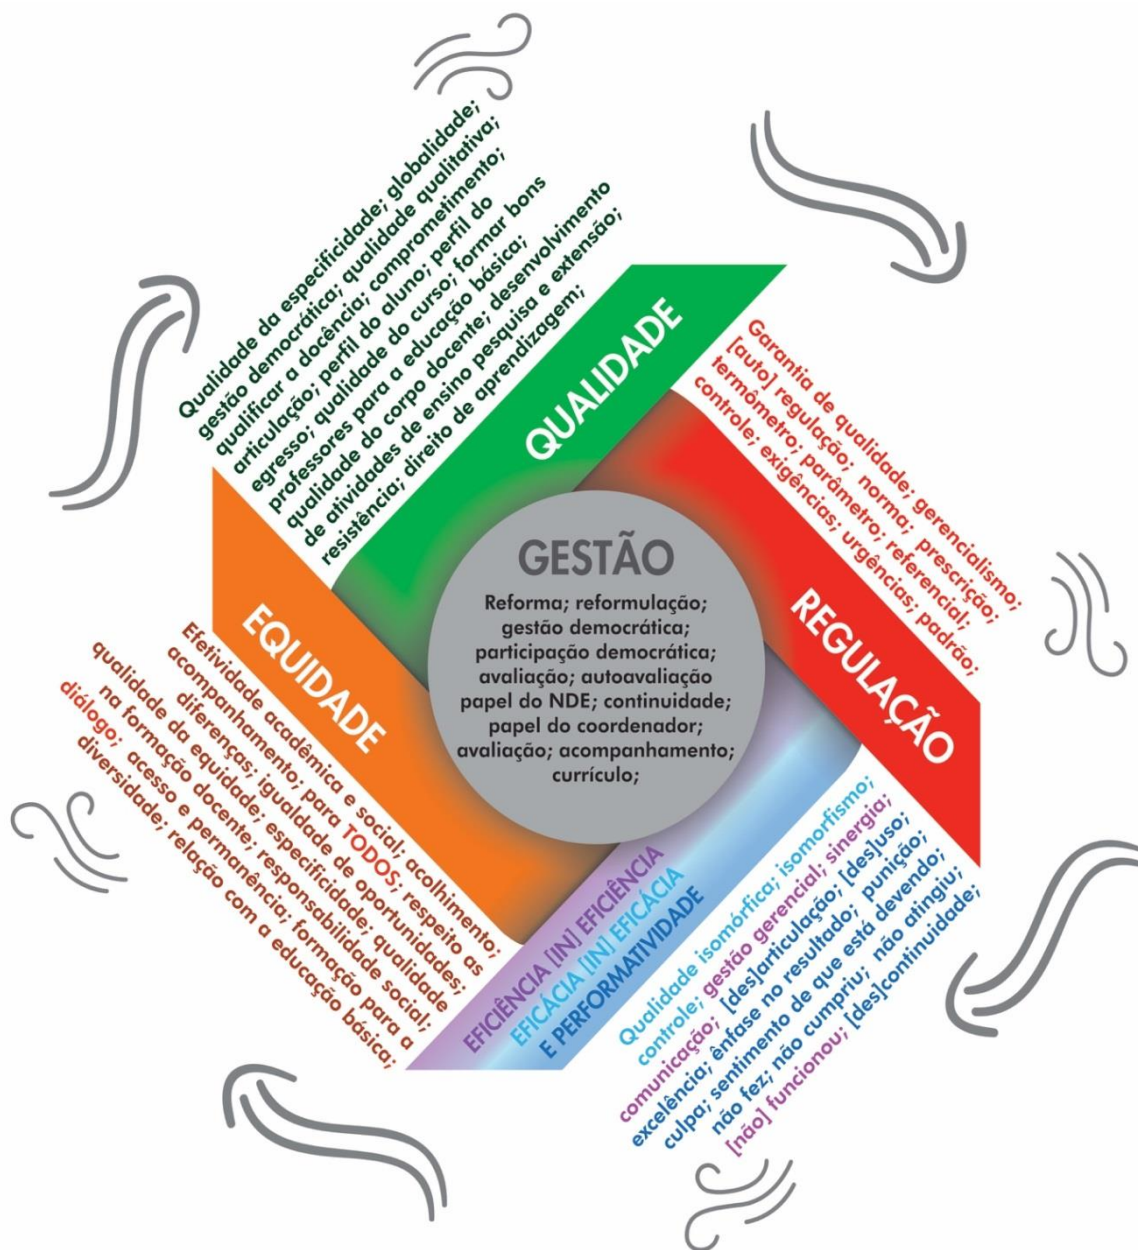 Qualidade da especificidade; globalidade;
gestão democrática; qualidade qualitativa;
qualificar a docência; comprometimento;
articulação; perfil do aluno; perfil do
egresso; qualidade do curso; formar bons
professores para a educação básica;
qualidade do corpo docente; desenvolvimento
de atividades de ensino pesquisa e extensão;
resistência; direito de aprendizagem;
QUALIDADE
Garantia de qualidade; gerencialismo;
[auto] regulação; norma; prescrição;
termômetro; parâmetro; referencial;
controle; exigências; urgências; padrão;
REGULAÇÃO
GESTÃO
Reforma; reformulação;
gestão democrática;
participação democrática;
avaliação; autoavaliação
papel do NDE; continuidade;
papel do coordenador;
avaliação; acompanhamento;
currículo;
EQUIDADE
Efetividade acadêmica e social; acolhimento;
acompanhamento; para TODOS; respeito as
diferenças; igualdade de oportunidades;
qualidade da equidade; especificidade; qualidade
na formação docente; responsabilidade social;
diálogo; acesso e permanência; formação para a
diversidade; relação com a educação básica;
EFICIÊNCIA [IN] EFICIÊNCIA
EFICÁCIA [IN] EFICÁCIA
E PERFORMATIVIDADE
Qualidade isomórfica; isomorfismo;
controle; gestão gerencial; sinergia;
comunicação; [des]articulação; [des]uso;
excelência; ênfase no resultado; punição;
culpa; sentimento de que está devendo;
não fez; não cumpriu; não atingiu;
[não] funcionou; [des]continuidade;